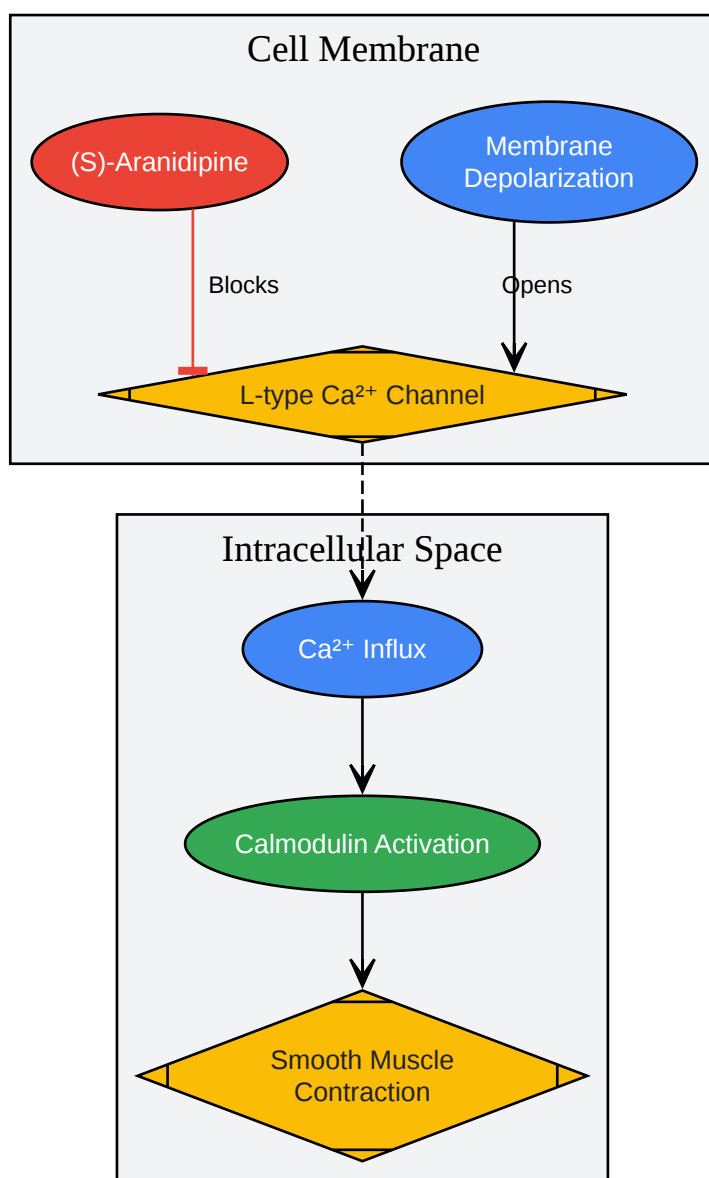 Cell Membrane
(S)-Aranidipine
Membrane
Depolarization
Blocks
Opens
L-type Ca²⁺ Channel
Intracellular Space
Ca²⁺ Influx
Calmodulin Activation
Smooth Muscle
Contraction